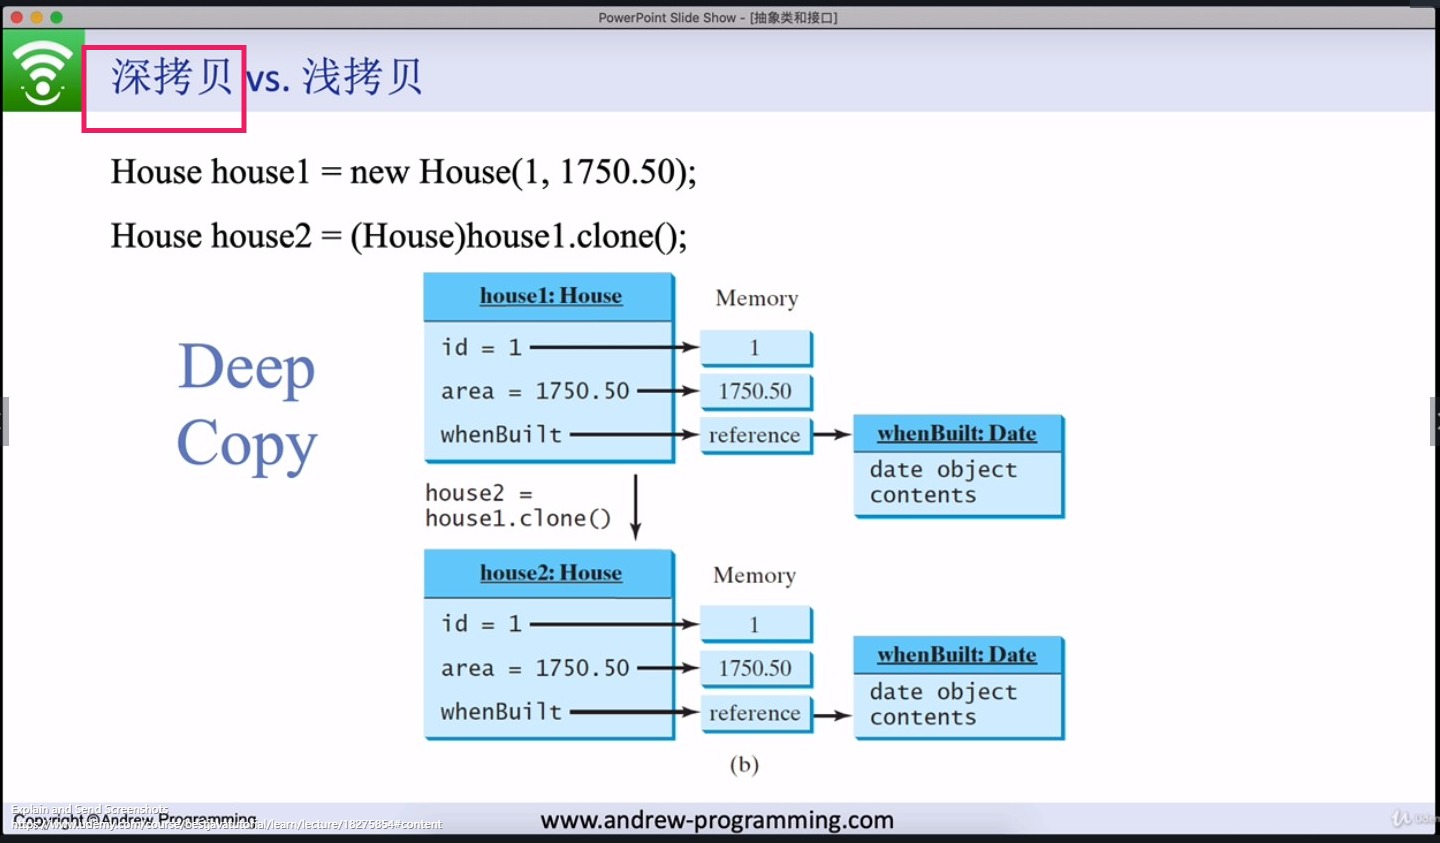 PowerPoint Slide Show - [抽象类和接口]
深拷贝 vs. 浅拷贝
House house1 = new House(1, 1750.50);
House house2 = (House)house1.clone();
Deep
Copy
house1: House
Memory
id = 1
1
area = 1750.50
1750.50
whenBuilt
reference
whenBuilt: Date
date object
contents
house2 =
house1.clone()
house2: House
Memory
id = 1
1
area = 1750.50
1750.50
whenBuilt
reference
whenBuilt: Date
date object
contents
(b)
Explain and Send Screenshots
Copyright ©Andrew Programming
https://www.udemy.com/course/bestjavatutorial/learn/lecture/18275854#content
www.andrew-programming.com